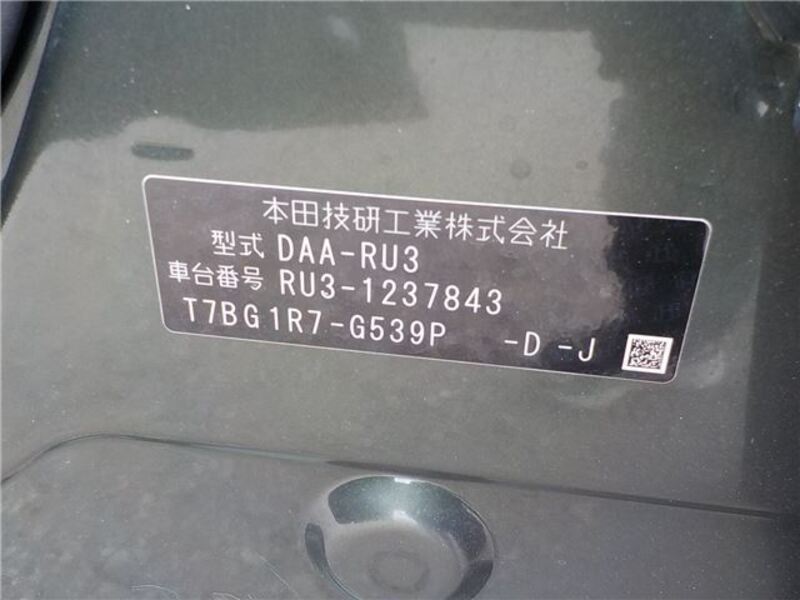 本田技研工業株式会社
型式 DAA-RU3
車台番号 RU3-1237843
T7BG1R7-G539P -D -J